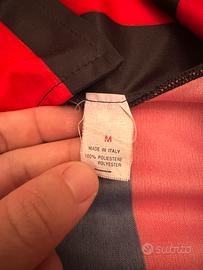 M
MADE IN ITALY
100% POLIESTERE
POLYESTER
subito